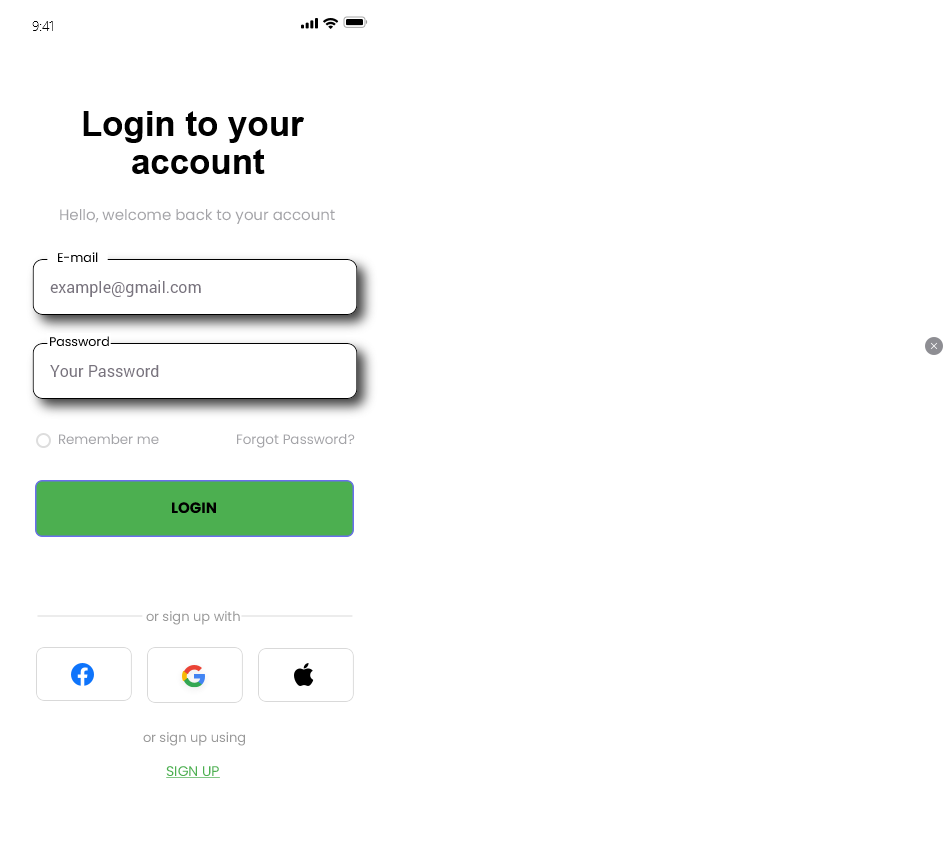 9:41
Login to your
account
Hello, welcome back to your account
E-mail
example@gmail.com
Password
Your Password
Remember me Forgot Password?
LOGIN
or sign up with
or sign up using
SIGN UP